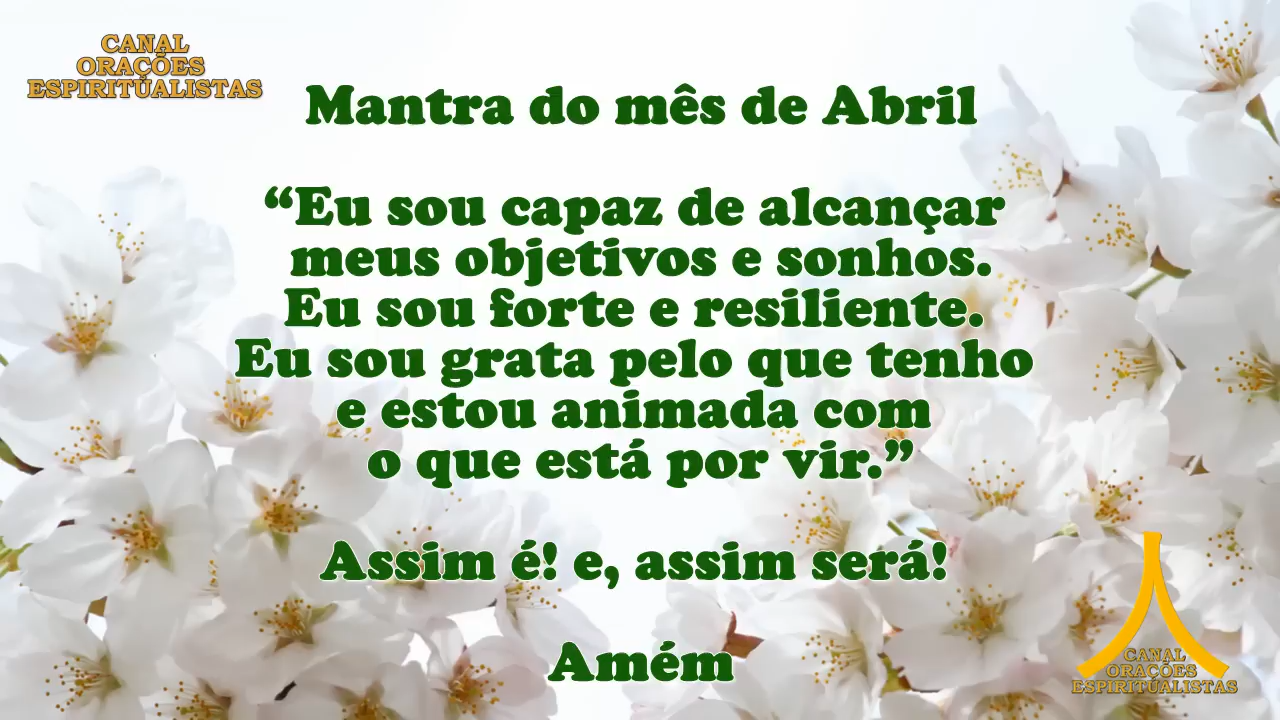 CANAL
ORAÇÕES
ESPIRITUALISTAS
Mantra do mês de Abril
“Eu sou capaz de alcançar
meus objetivos e sonhos.
Eu sou forte e resiliente.
Eu sou grata pelo que tenho
e estou animada com
o que está por vir.”
Assim é! e, assim será!
Amém
CANAL
ORAÇÕES
ESPIRITUALISTAS